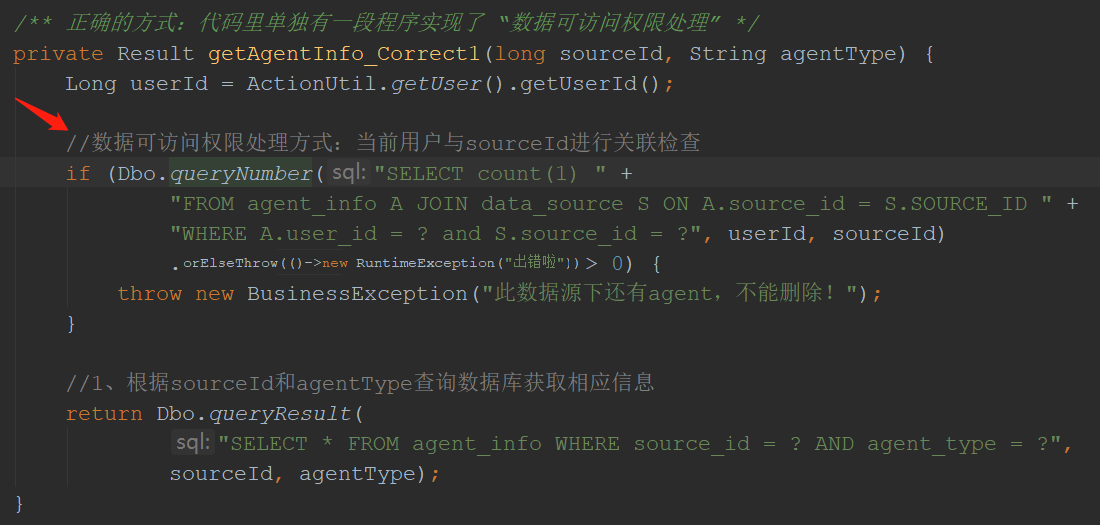 /** 正确的方式：代码里单独有一段程序实现了 “数据可访问权限处理” */
private Result getAgentInfo_Correct1(long sourceId, String agentType) {
Long userId = ActionUtil.getUser().getUserId();
//数据可访问权限处理方式：当前用户与sourceId进行关联检查
if (Dbo.queryNumber( sql: "SELECT count(1) " +
"FROM agent_info A JOIN data_source S ON A.source_id = S.SOURCE_ID " +
"WHERE A.user_id = ? and S.source_id = ?", userId, sourceId)
.orElseThrow(()->new RuntimeException("出错啦"))> 0) {
throw new BusinessException("此数据源下还有agent，不能删除！");
}
//1、根据sourceId和agentType查询数据库获取相应信息
return Dbo.queryResult(
sql: "SELECT * FROM agent_info WHERE source_id = ? AND agent_type = ?",
sourceId, agentType);
}